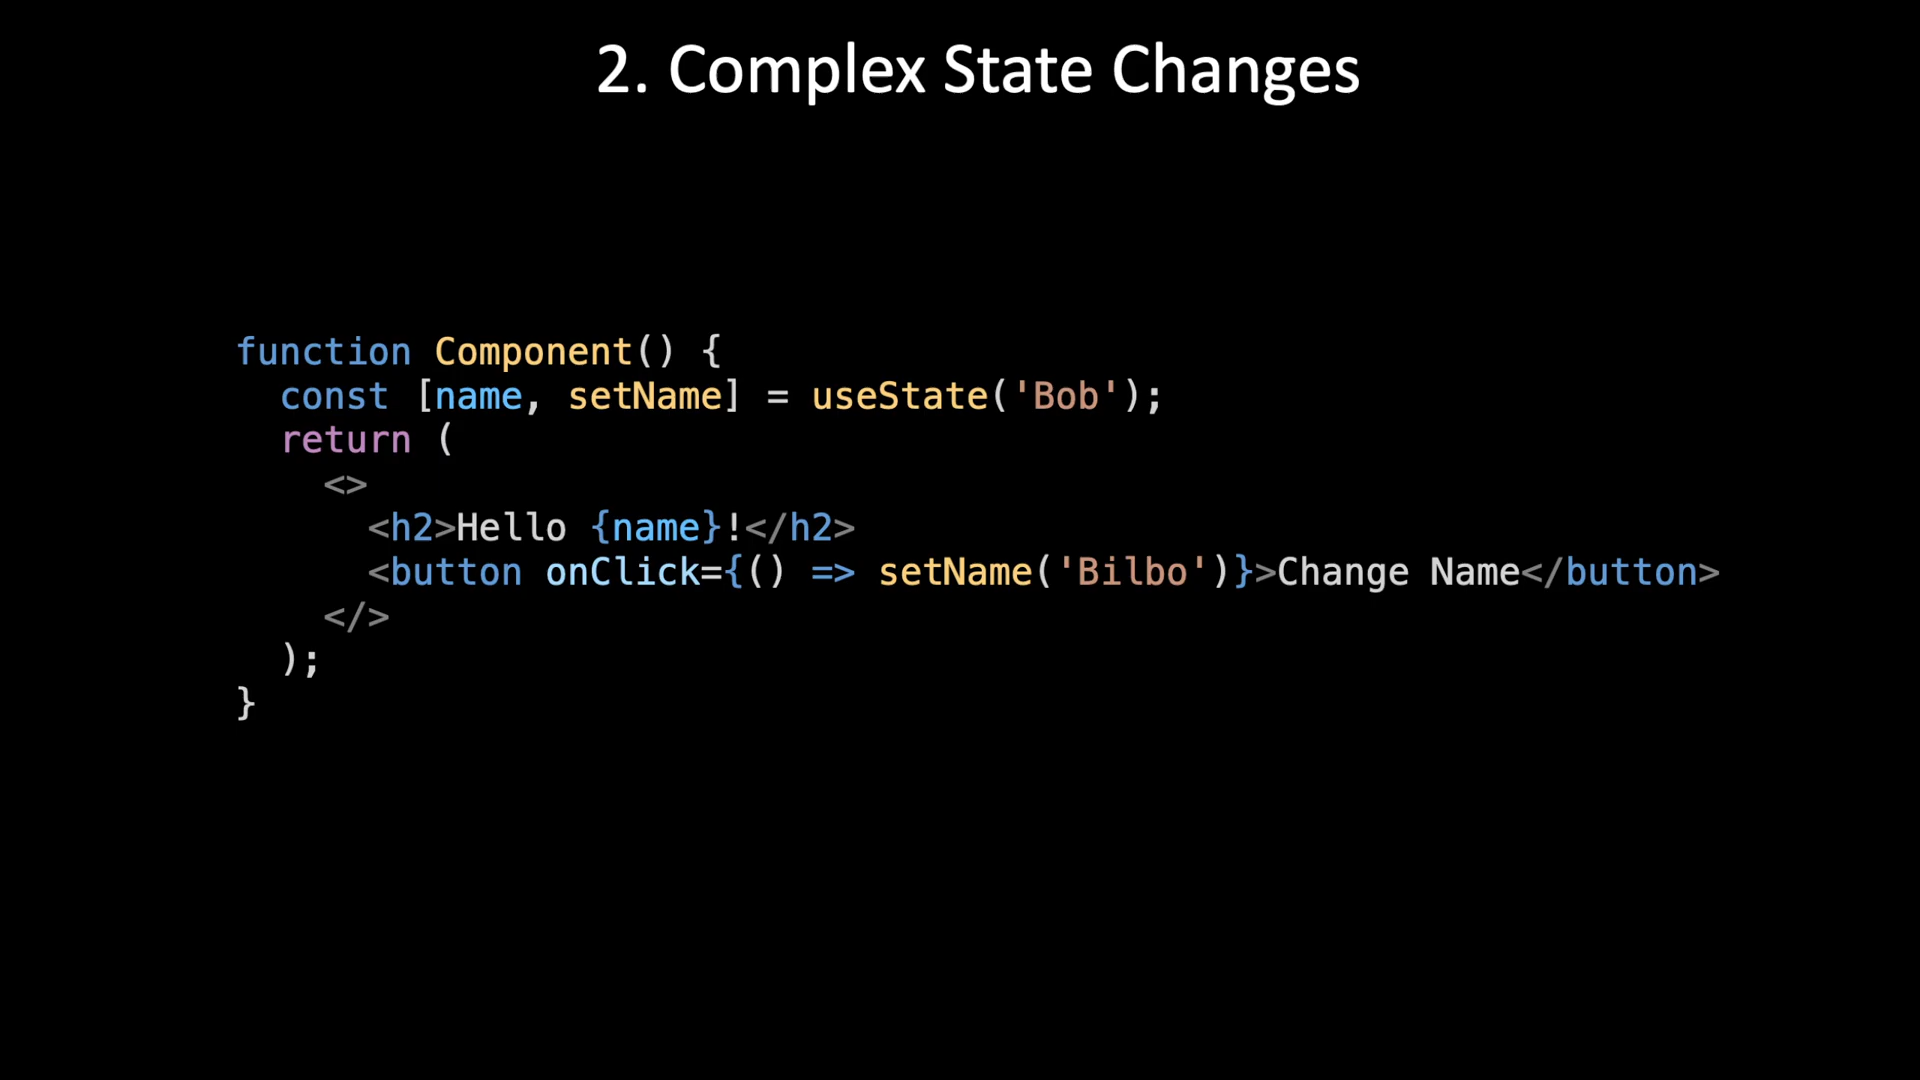 2. Complex State Changes
function Component() {
  const [name, setName] = useState('Bob');
  return (
    <>
      <h2>Hello {name}!</h2>
      <button onClick={() => setName('Bilbo')}>Change Name</button>
    </>
  );
}